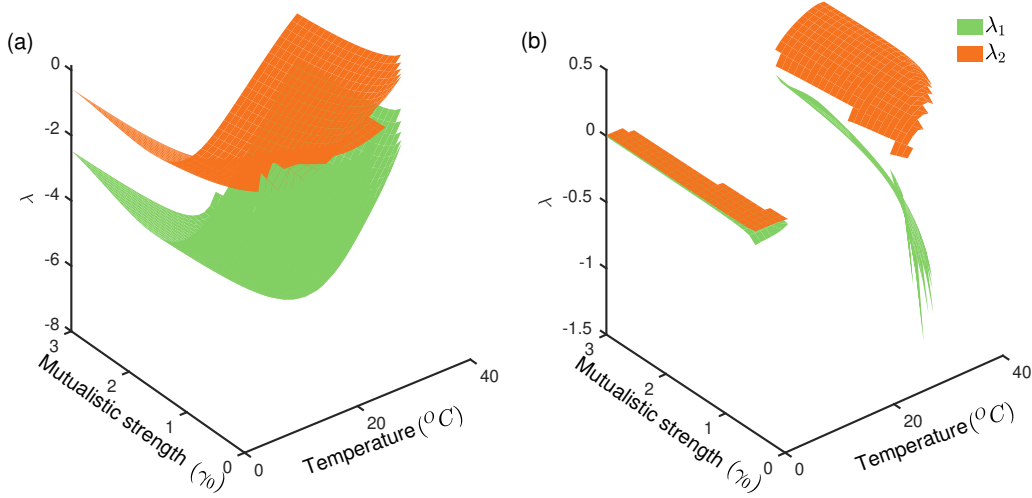 (a)
0
-2
-4
-6
-8
λ
3
2
1
0
Mutualistic strength (γ0)
0
20
40
Temperature (°C)
(b)
λ1
λ2
0.5
0
-0.5
-1
-1.5
λ
3
2
1
0
Mutualistic strength (γ0)
0
20
40
Temperature (°C)